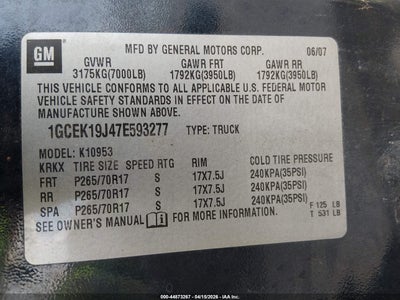 GM
MFD BY GENERAL MOTORS CORP. 06/07
GVWR GAWR FRT GAWR RR
3175KG(7000LB) 1792KG(3950LB) 1792KG(3950LB)
THIS VEHICLE CONFORMS TO ALL APPLICABLE U.S. FEDERAL MOTOR
VEHICLE SAFETY AND THEFT PREVENTION STANDARDS IN EFFECT ON THE DATE OF
MANUFACTURE SHOWN ABOVE.
1GCEK19J47E593277 TYPE: TRUCK
MODEL: K10953
KRKX TIRE SIZE SPEED RTG RIM COLD TIRE PRESSURE
FRT P265/70R17 S 17X7.5J 240KPA(35PSI)
RR P265/70R17 S 17X7.5J 240KPA(35PSI)
SPA P265/70R17 S 17X7.5J 240KPA(35PSI)
SEE OWNER'S MANUAL FOR MORE INFORMATION.
F 125 LB
T 531 LB
000-44873267 - 04/15/2026 - IAA, Inc.